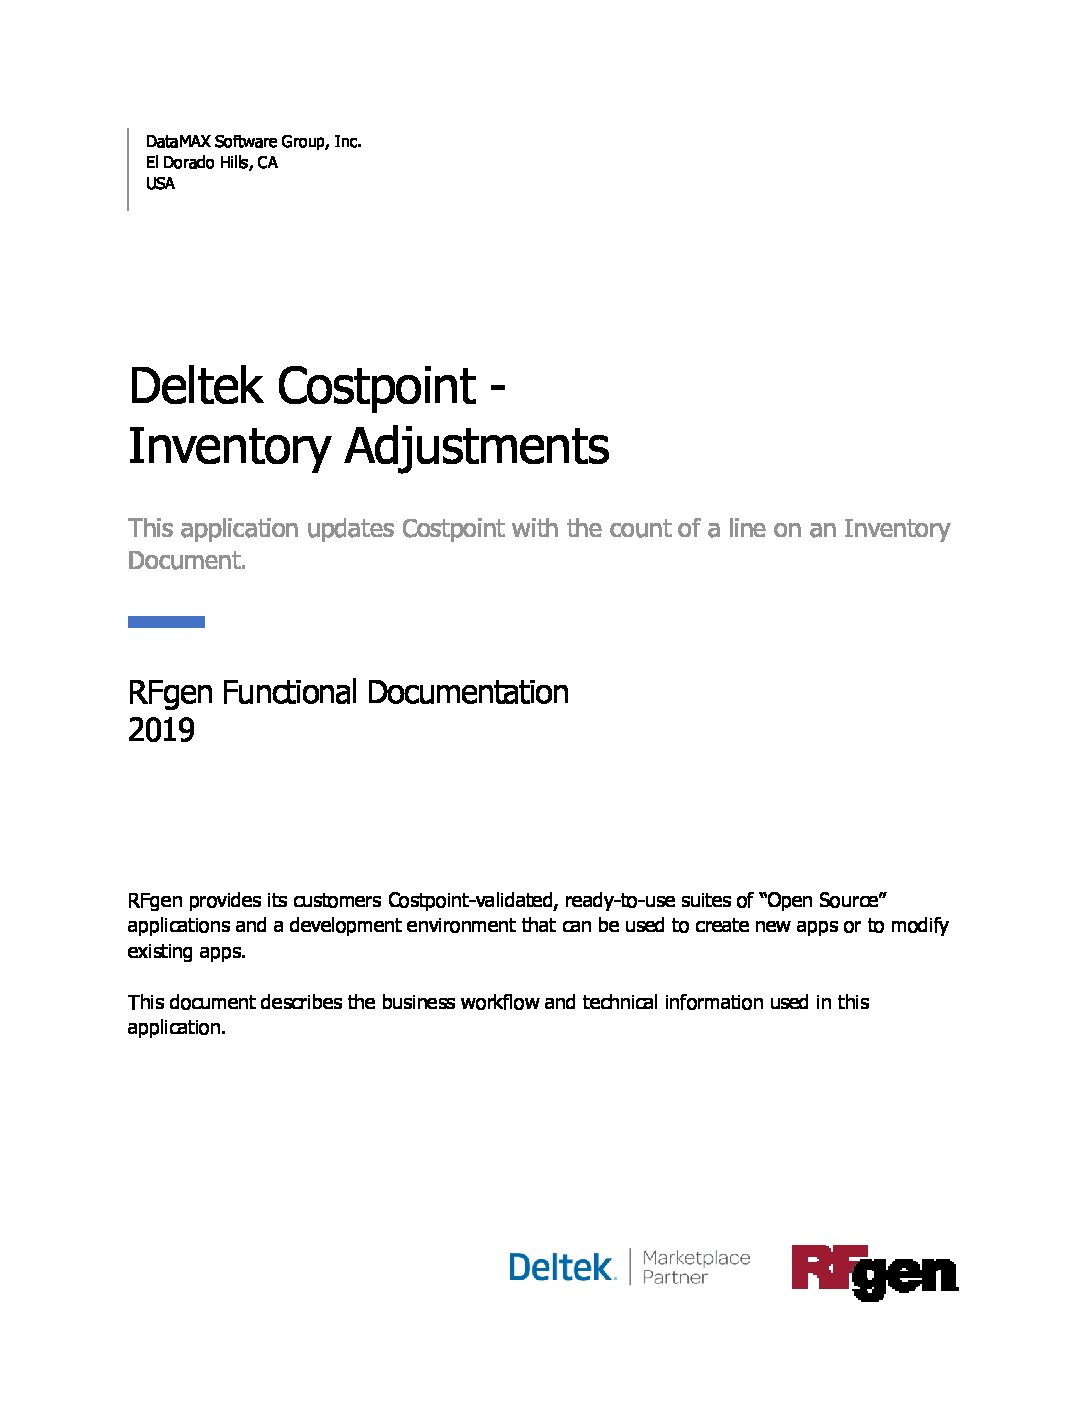 DataMAX Software Group, Inc.
El Dorado Hills, CA
USA
Deltek Costpoint -
Inventory Adjustments
This application updates Costpoint with the count of a line on an Inventory
Document.
RFgen Functional Documentation
2019
RFgen provides its customers Costpoint-validated, ready-to-use suites of “Open Source”
applications and a development environment that can be used to create new apps or to modify
existing apps.
This document describes the business workflow and technical information used in this
application.
Deltek.
Marketplace
Partner
RFgen